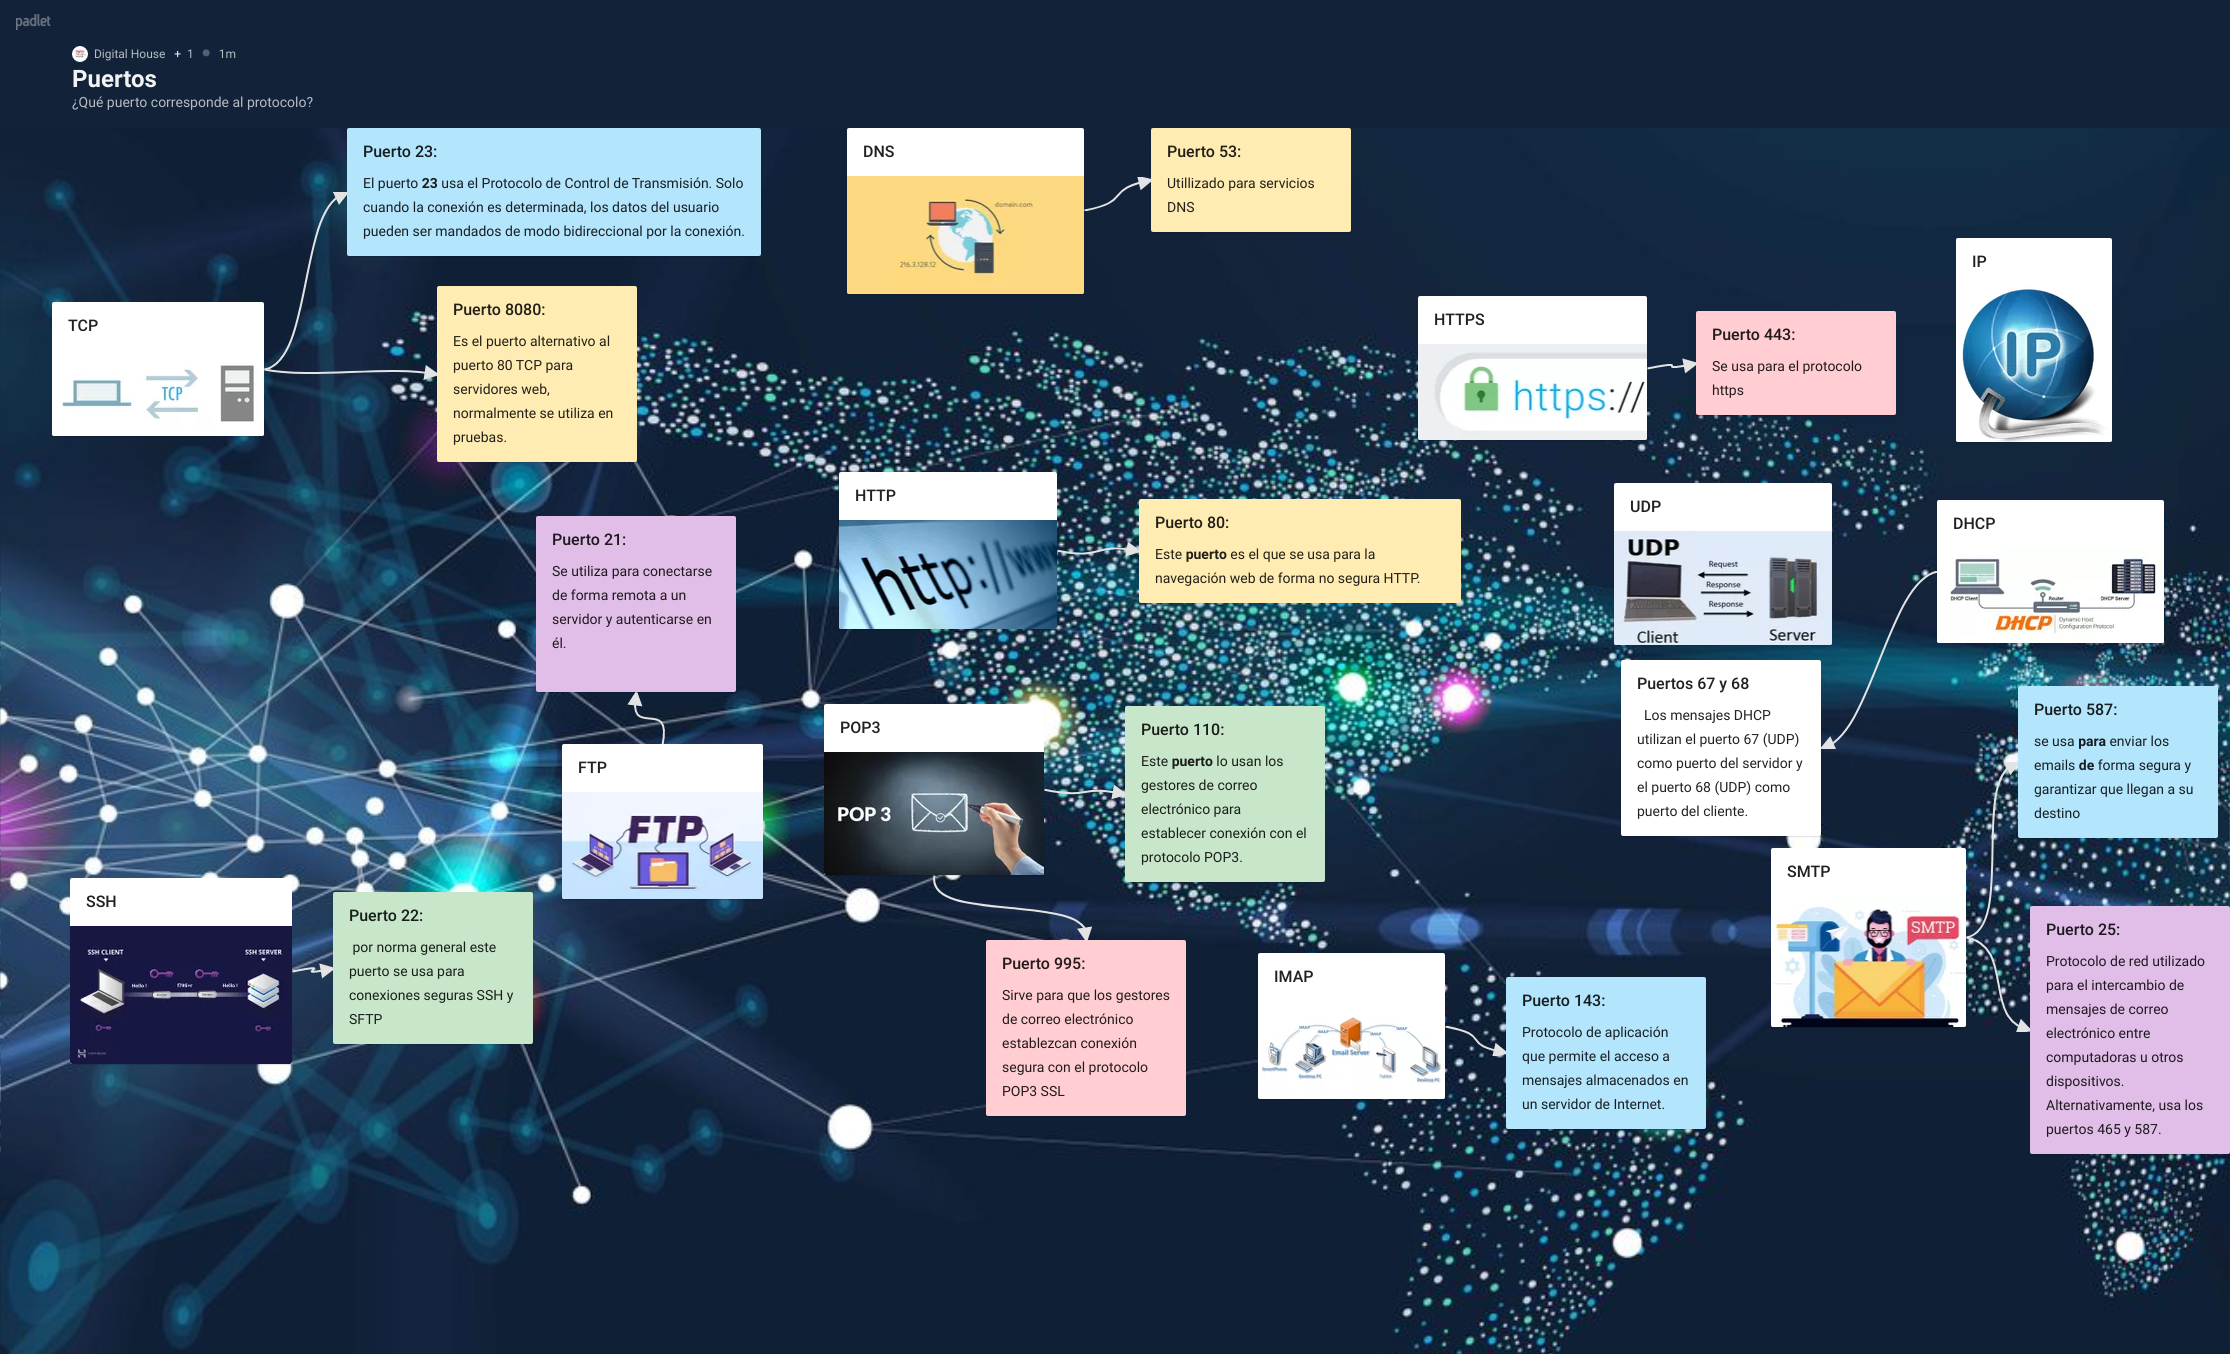 padlet
Digital House + 1 1m
Puertos
¿Qué puerto corresponde al protocolo?
Puerto 23:
El puerto 23 usa el Protocolo de Control de Transmisión. Solo
cuando la conexión es determinada, los datos del usuario
pueden ser mandados de modo bidireccional por la conexión.
DNS
domain.com
216.3.128.12
Puerto 53:
Utillizado para servicios
DNS
IP
IP
TCP
TCP
Puerto 8080:
Es el puerto alternativo al
puerto 80 TCP para
servidores web,
normalmente se utiliza en
pruebas.
HTTPS
https://
Puerto 443:
Se usa para el protocolo
https
HTTP
http://www
Puerto 80:
Este puerto es el que se usa para la
navegación web de forma no segura HTTP.
UDP
UDP
Request
Response
Response
Client
Server
DHCP
DHCP Client
Router
DHCP Server
DHCP
Dynamic Host
Configuration Protocol
Puerto 21:
Se utiliza para conectarse
de forma remota a un
servidor y autenticarse en
él.
Puertos 67 y 68
Los mensajes DHCP
utilizan el puerto 67 (UDP)
como puerto del servidor y
el puerto 68 (UDP) como
puerto del cliente.
Puerto 587:
se usa para enviar los
emails de forma segura y
garantizar que llegan a su
destino
FTP
FTP
POP3
POP 3
Puerto 110:
Este puerto lo usan los
gestores de correo
electrónico para
establecer conexión con el
protocolo POP3.
SMTP
SMTP
SSH
SSH CLIENT
SSH SERVER
Hello !
Hello !
Puerto 22:
por norma general este
puerto se usa para
conexiones seguras SSH y
SFTP
Puerto 995:
Sirve para que los gestores
de correo electrónico
establezcan conexión
segura con el protocolo
POP3 SSL
IMAP
IMAP
IMAP
IMAP
IMAP
Email Server
SmartPhone
Desktop PC
Tablet
Desktop PC
Puerto 143:
Protocolo de aplicación
que permite el acceso a
mensajes almacenados en
un servidor de Internet.
Puerto 25:
Protocolo de red utilizado
para el intercambio de
mensajes de correo
electrónico entre
computadoras u otros
dispositivos.
Alternativamente, usa los
puertos 465 y 587.